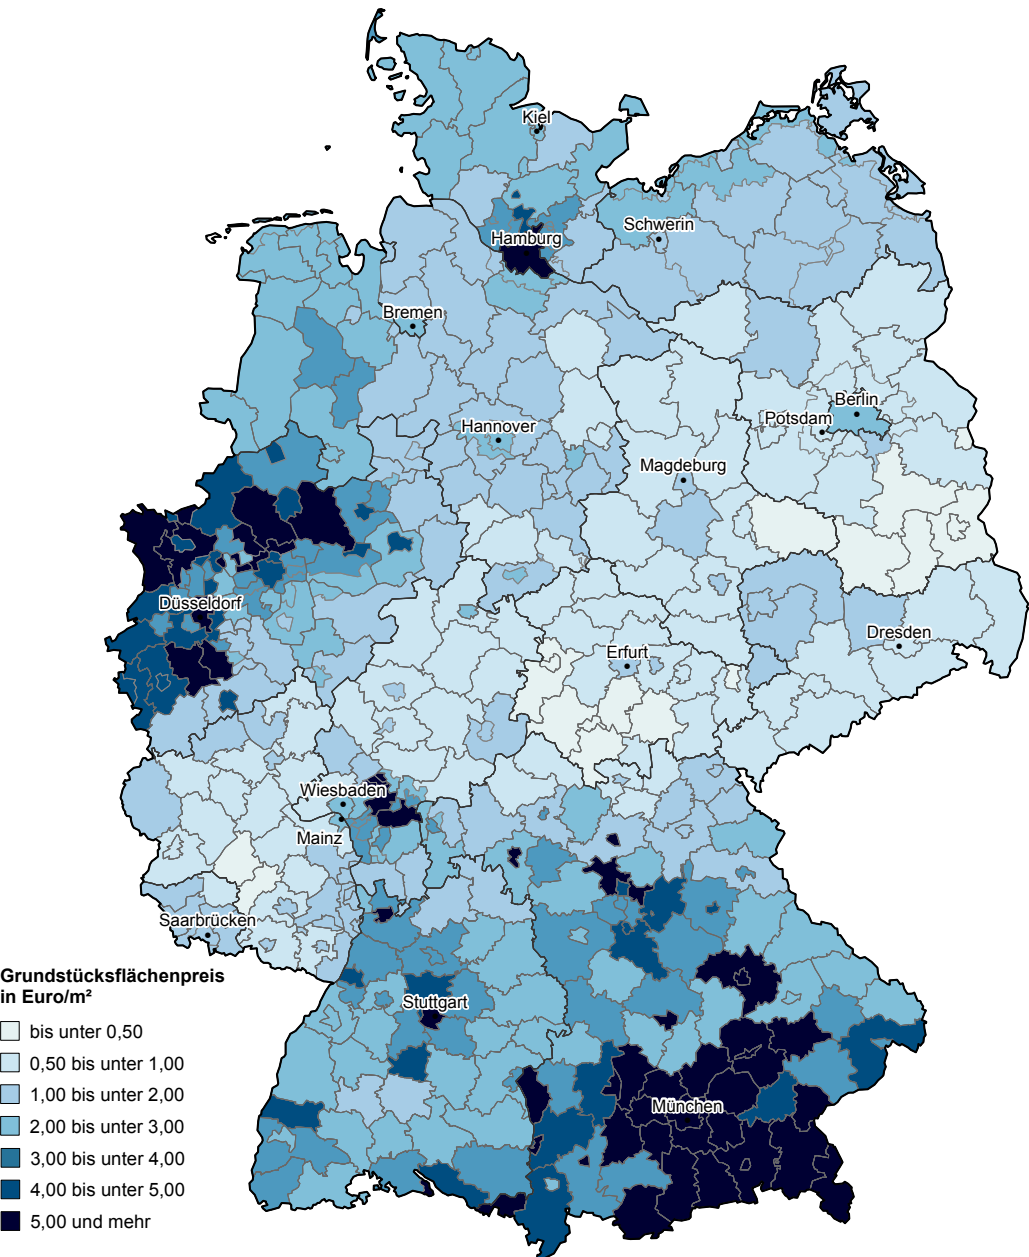 Kiel
Schwerin
Hamburg
Bremen
Berlin
Potsdam
Hannover
Magdeburg
Düsseldorf
Dresden
Erfurt
Wiesbaden
Mainz
Saarbrücken
Stuttgart
München
Grundstücksflächenpreis
in Euro/m²
bis unter 0,50
0,50 bis unter 1,00
1,00 bis unter 2,00
2,00 bis unter 3,00
3,00 bis unter 4,00
4,00 bis unter 5,00
5,00 und mehr